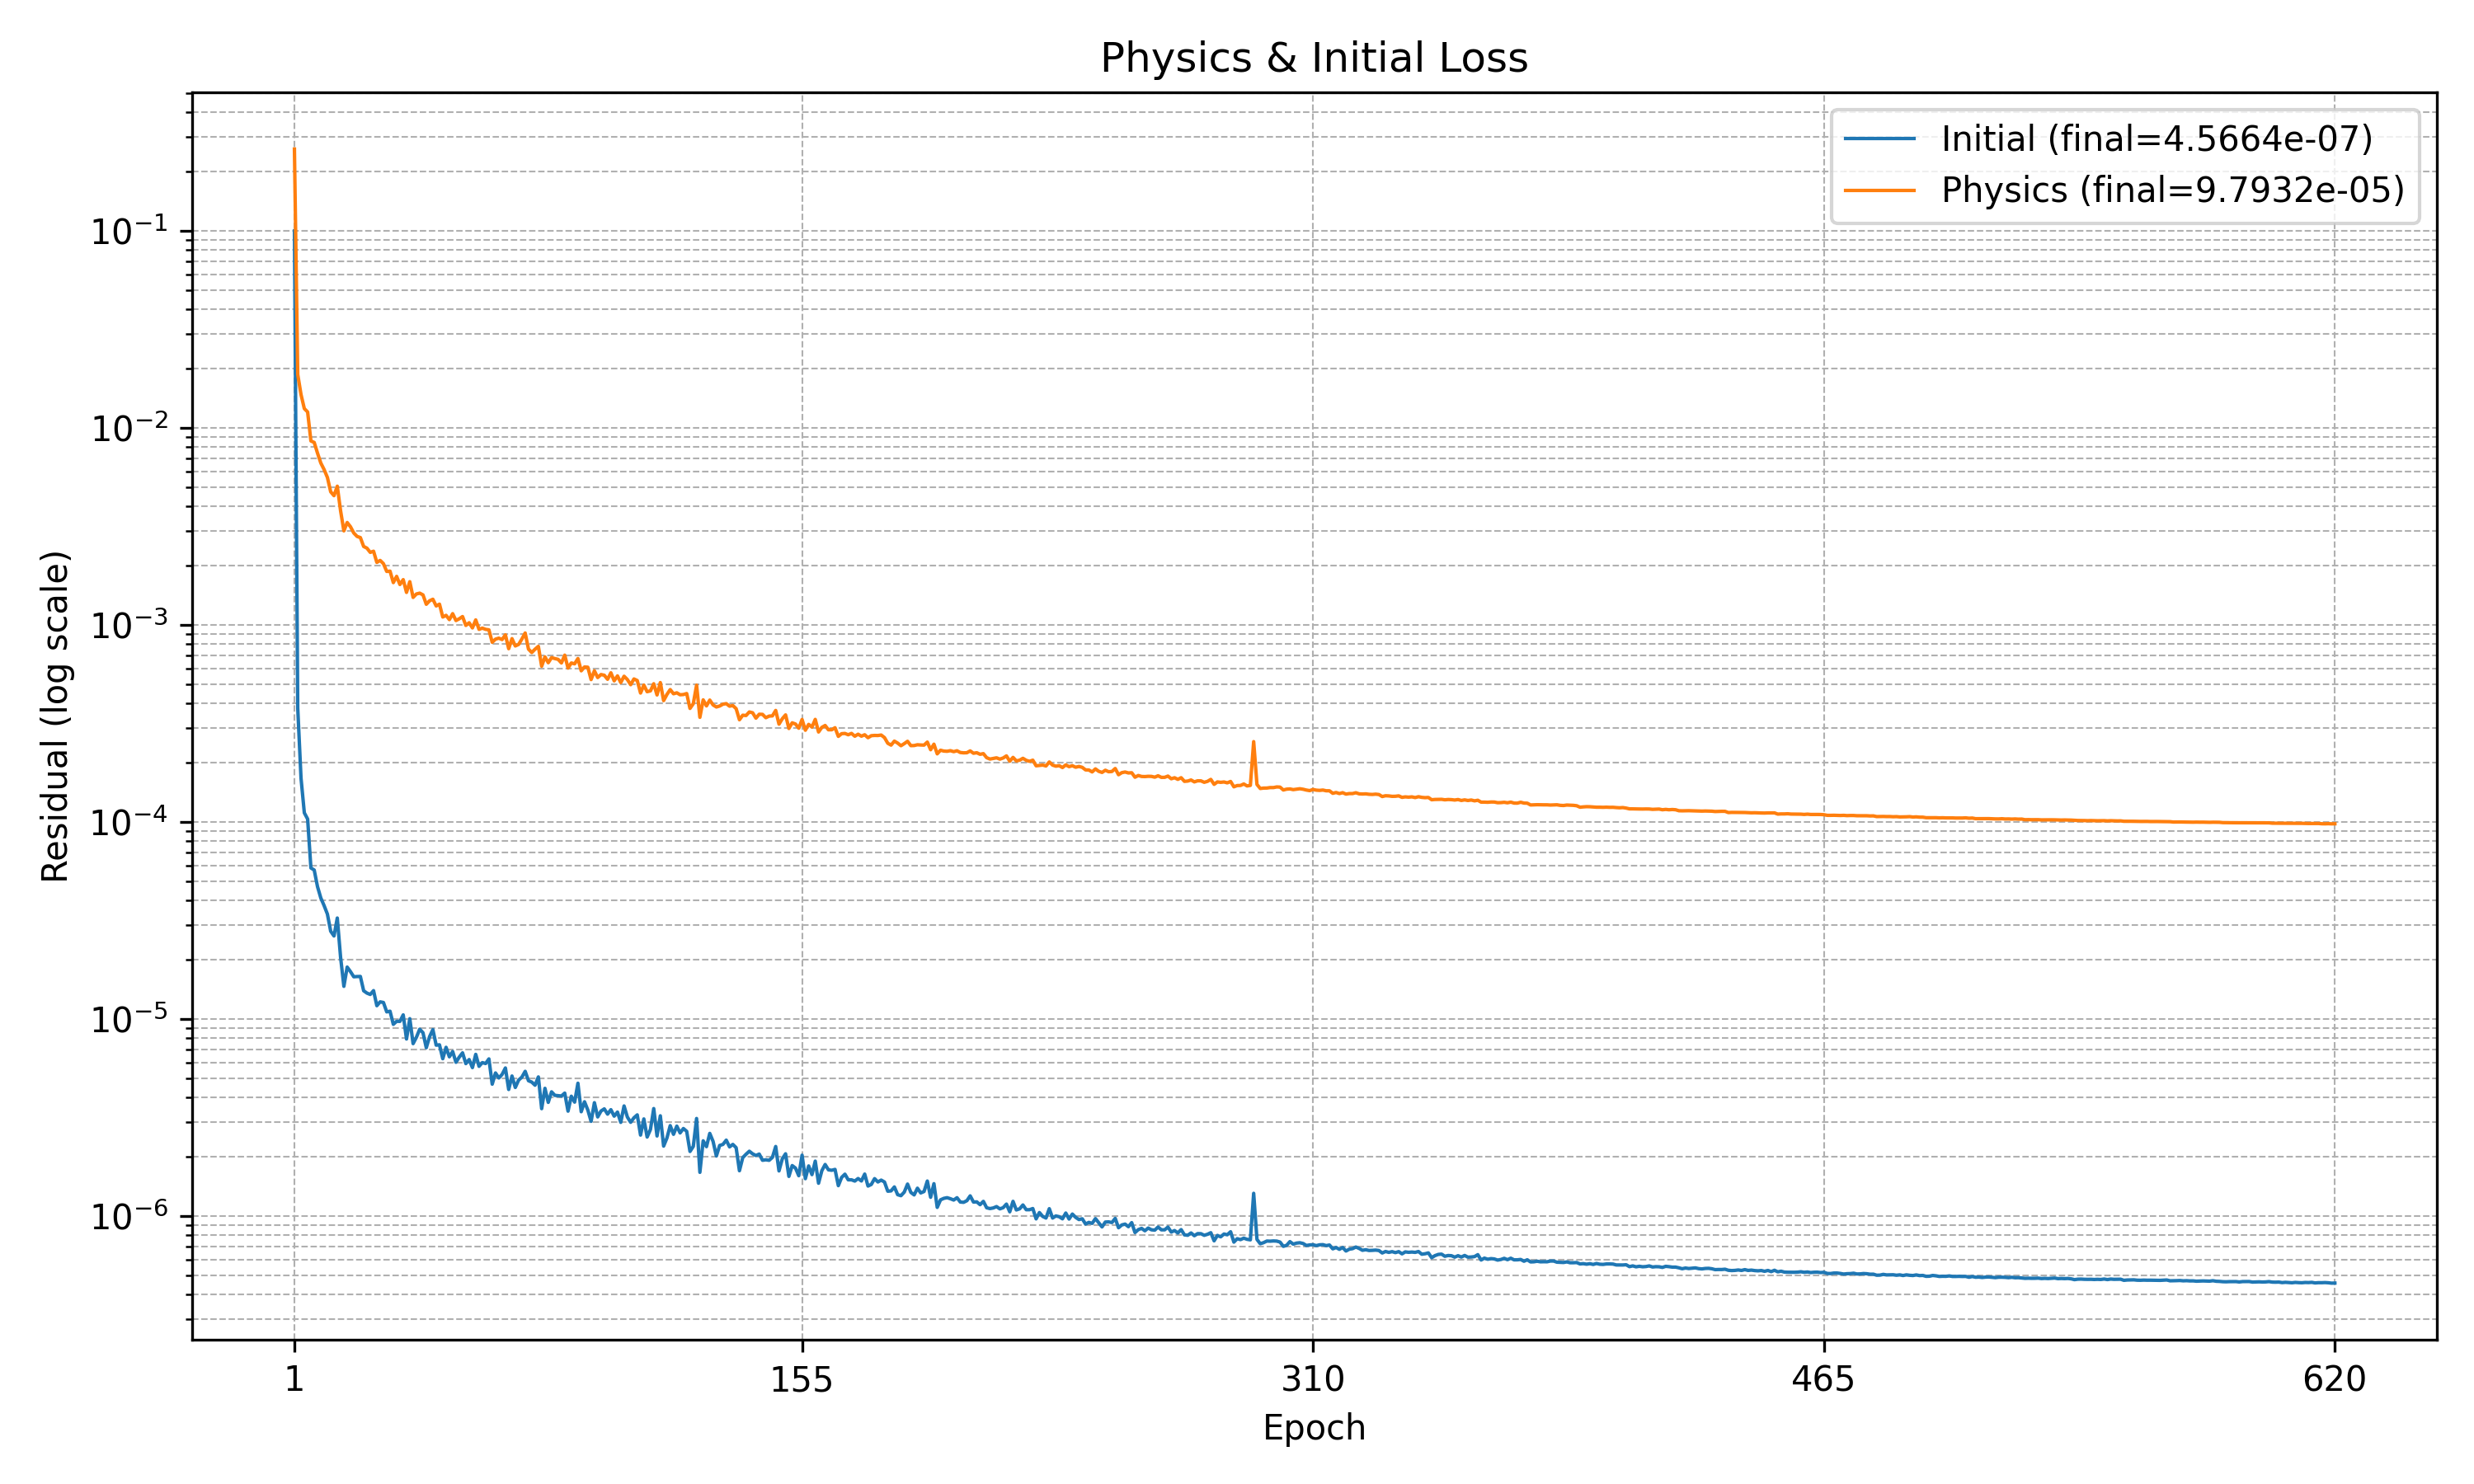 Physics & Initial Loss
Initial (final=4.5664e-07)
Physics (final=9.7932e-05)
Residual (log scale)
10⁻¹
10⁻²
10⁻³
10⁻⁴
10⁻⁵
10⁻⁶
1 155 310 465 620
Epoch